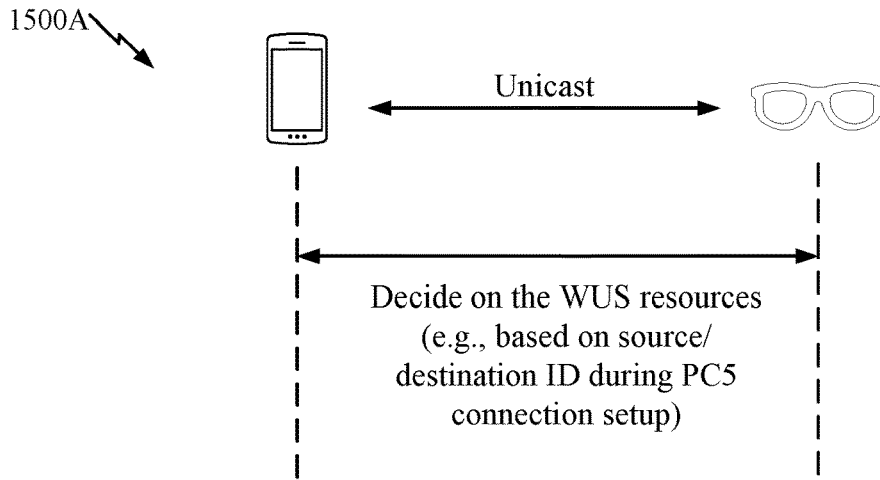 1500A
Unicast
Decide on the WUS resources
(e.g., based on source/
destination ID during PC5
connection setup)